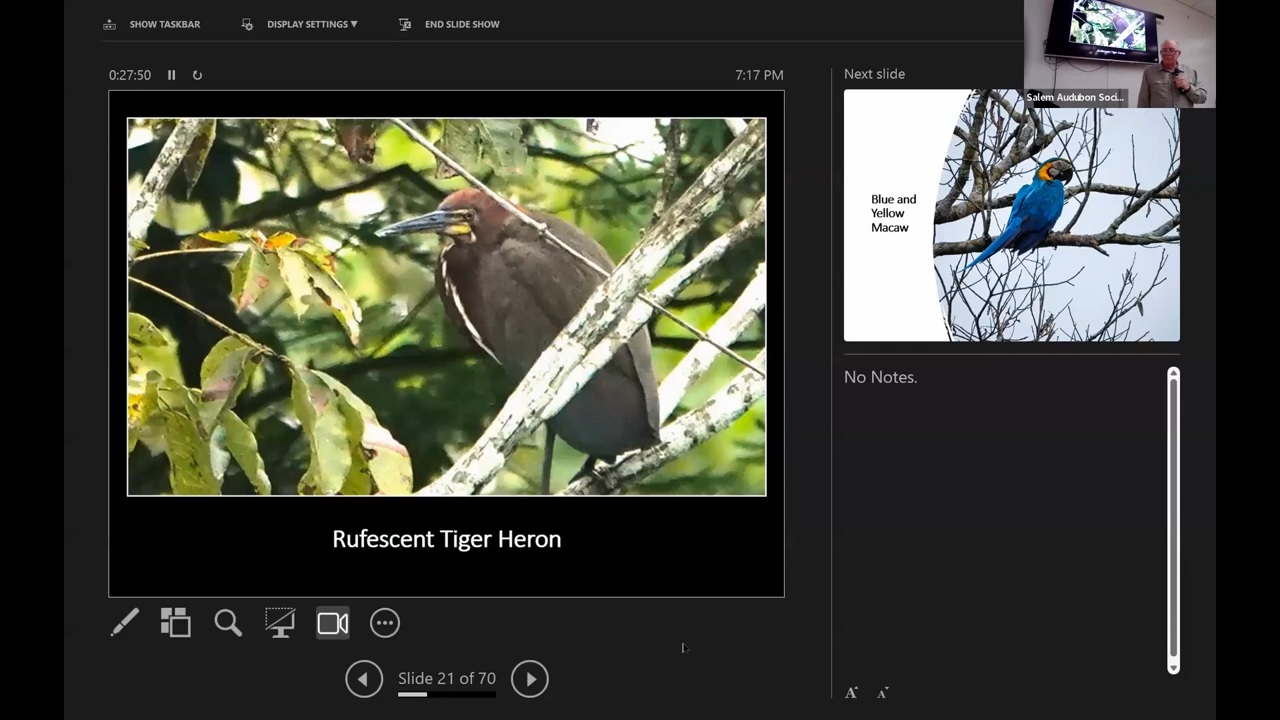 SHOW TASKBAR
DISPLAY SETTINGS ▼
END SLIDE SHOW
0:27:50
7:17 PM
Next slide
Salem Audubon Soci...
Blue and
Yellow
Macaw
No Notes.
Rufescent Tiger Heron
Slide 21 of 70
A A